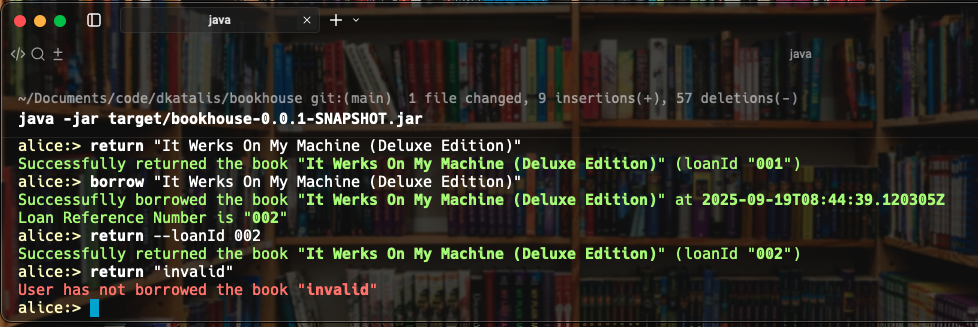 java
java
~/Documents/code/dkatalis/bookhouse git:(main)  1 file changed, 9 insertions(+), 57 deletions(-)
java -jar target/bookhouse-0.0.1-SNAPSHOT.jar
alice:> return "It Werks On My Machine (Deluxe Edition)"
Successfully returned the book "It Werks On My Machine (Deluxe Edition)" (loanId "001")
alice:> borrow "It Werks On My Machine (Deluxe Edition)"
Successuflly borrowed the book "It Werks On My Machine (Deluxe Edition)" at 2025-09-19T08:44:39.120305Z
Loan Reference Number is "002"
alice:> return --loanId 002
Successfully returned the book "It Werks On My Machine (Deluxe Edition)" (loanId "002")
alice:> return "invalid"
User has not borrowed the book "invalid"
alice:>